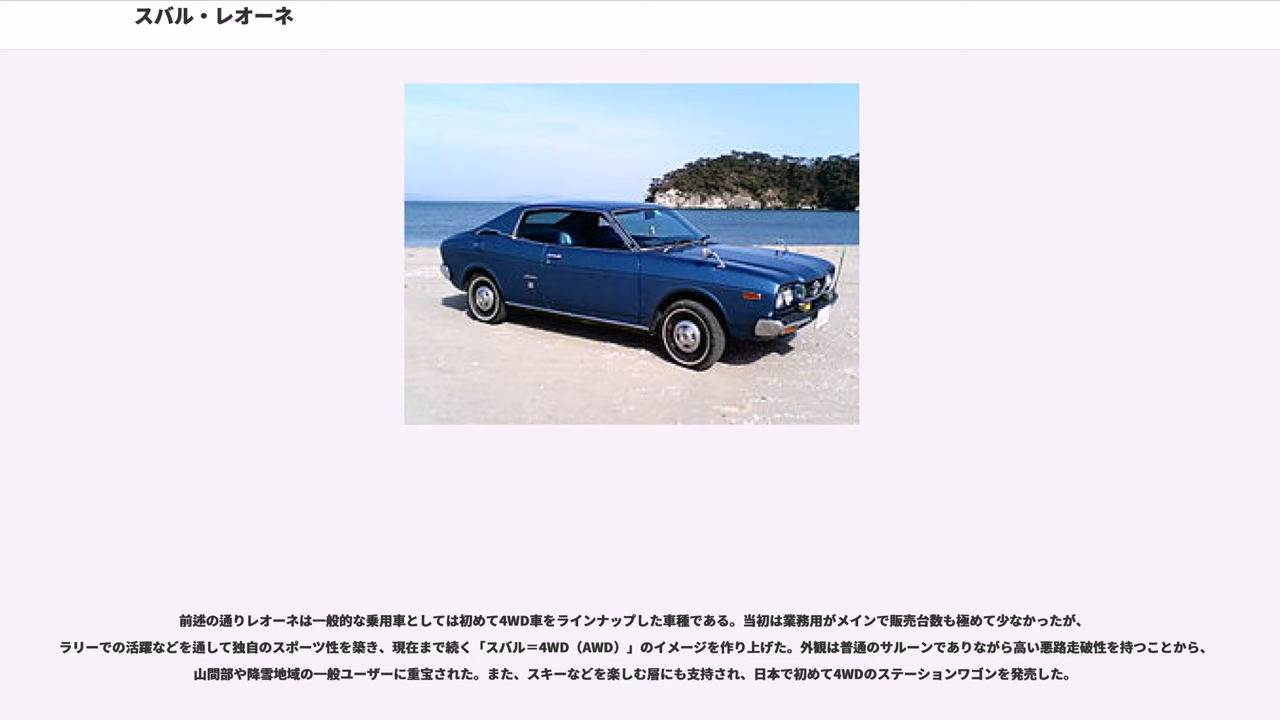 スバル・レオーネ
前述の通りレオーネは一般的な乗用車としては初めて4WD車をラインナップした車種である。当初は業務用がメインで販売台数も極めて少なかったが、
ラリーでの活躍などを通して独自のスポーツ性を築き、現在まで続く「スバル＝4WD（AWD）」のイメージを作り上げた。外観は普通のサルーンでありながら高い悪路走破性を持つことから、
山間部や降雪地域の一般ユーザーに重宝された。また、スキーなどを楽しむ層にも支持され、日本で初めて4WDのステーションワゴンを発売した。